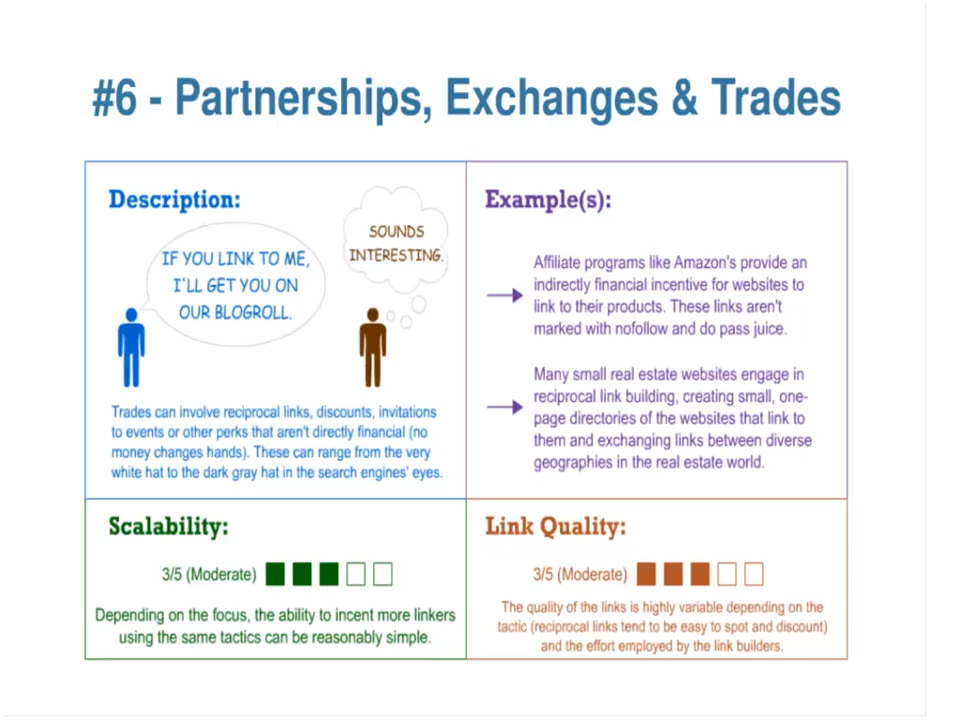 #6 - Partnerships, Exchanges & Trades
Description:
IF YOU LINK TO ME,
I'LL GET YOU ON
OUR BLOGROLL.
SOUNDS
INTERESTING.
Trades can involve reciprocal links, discounts, invitations
to events or other perks that aren't directly financial (no
money changes hands). These can range from the very
white hat to the dark gray hat in the search engines' eyes.
Example(s):
Affiliate programs like Amazon's provide an
indirectly financial incentive for websites to
link to their products. These links aren't
marked with nofollow and do pass juice.
Many small real estate websites engage in
reciprocal link building, creating small, one-
page directories of the websites that link to
them and exchanging links between diverse
geographies in the real estate world.
Scalability:
3/5 (Moderate)
Depending on the focus, the ability to incent more linkers
using the same tactics can be reasonably simple.
Link Quality:
3/5 (Moderate)
The quality of the links is highly variable depending on the
tactic (reciprocal links tend to be easy to spot and discount)
and the effort employed by the link builders.